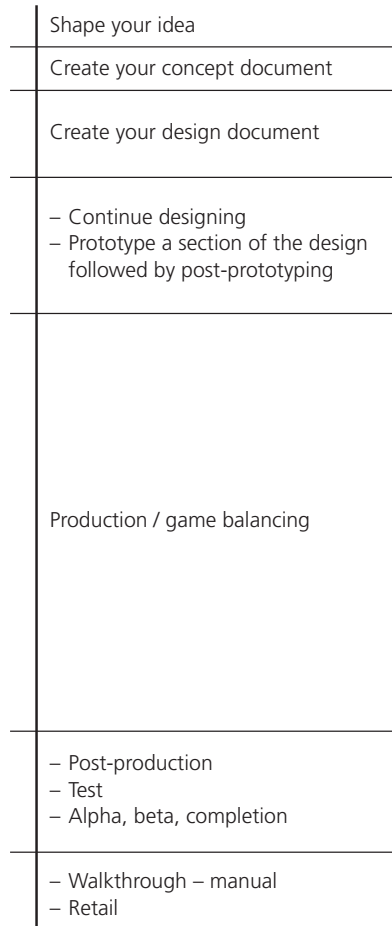 Shape your idea
Create your concept document
Create your design document
– Continue designing
– Prototype a section of the design
followed by post-prototyping
Production / game balancing
– Post-production
– Test
– Alpha, beta, completion
– Walkthrough – manual
– Retail